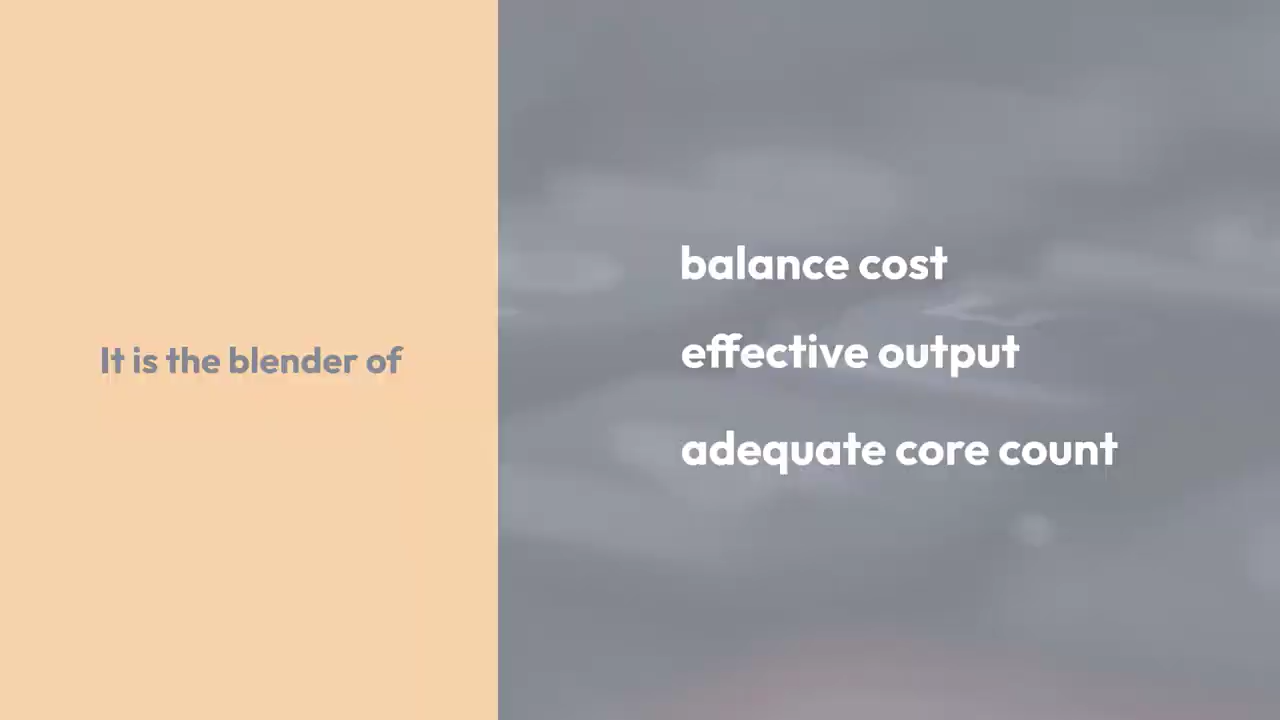 It is the blender of
balance cost
effective output
adequate core count